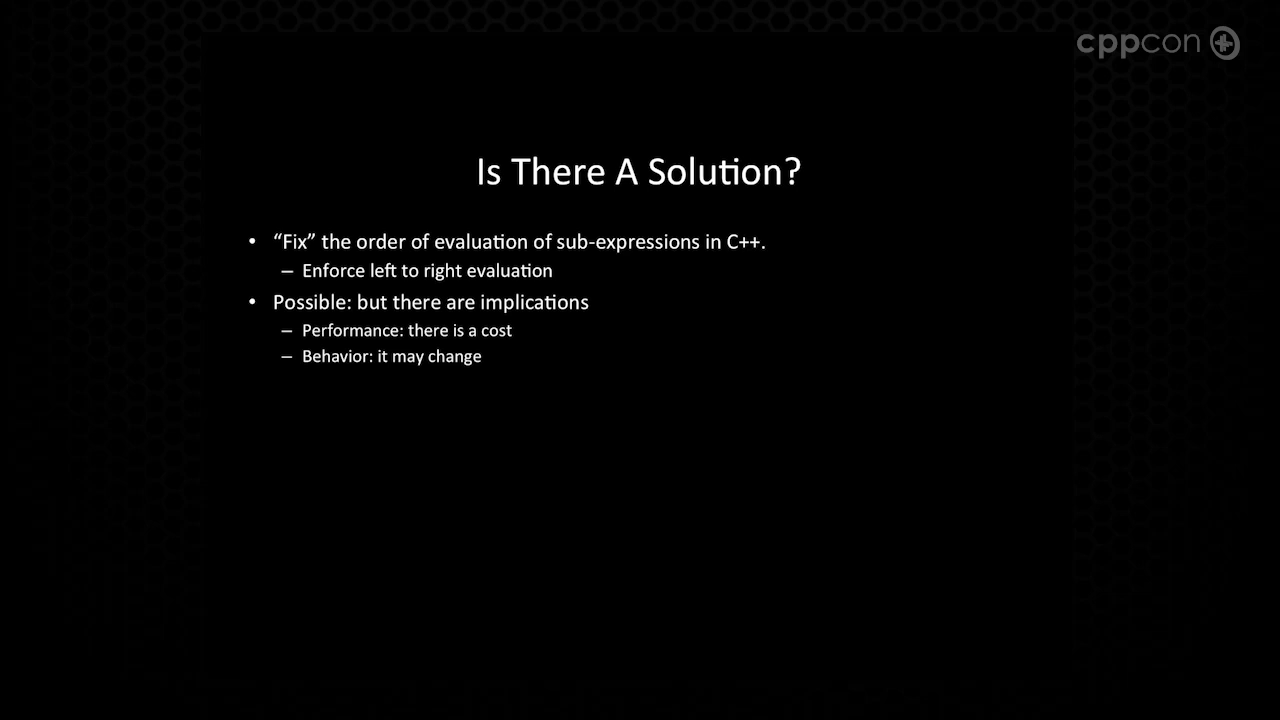 cppcon
Is There A Solution?
• “Fix” the order of evaluation of sub-expressions in C++.
– Enforce left to right evaluation
• Possible: but there are implications
– Performance: there is a cost
– Behavior: it may change